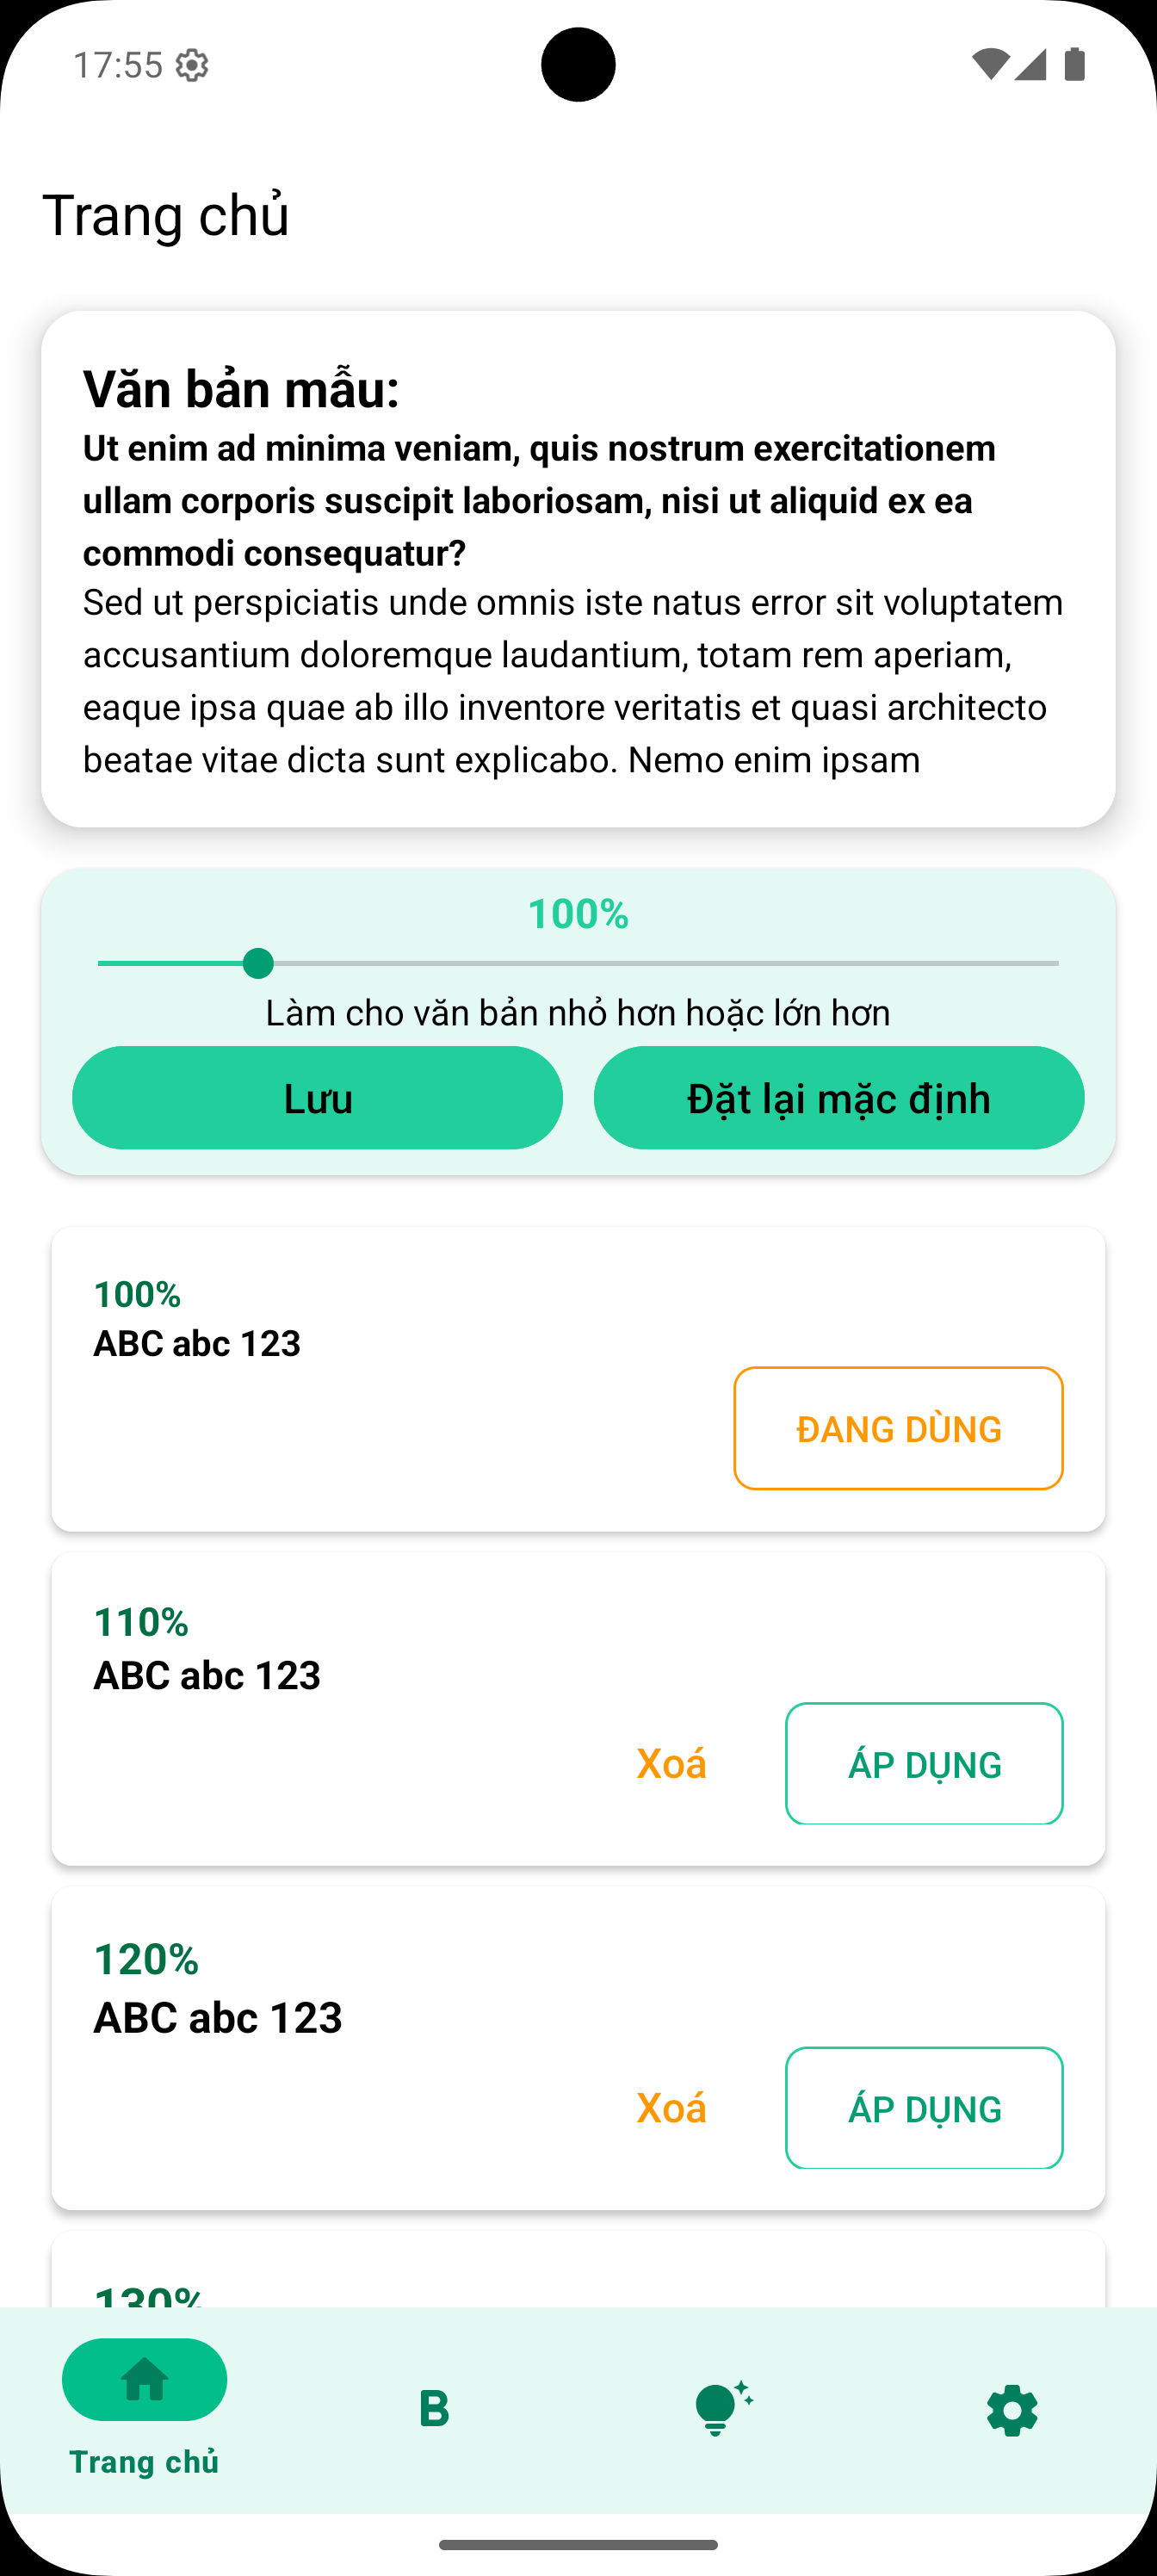 17:55
Trang chủ
Văn bản mẫu:
Ut enim ad minima veniam, quis nostrum exercitationem
ullam corporis suscipit laboriosam, nisi ut aliquid ex ea
commodi consequatur?
Sed ut perspiciatis unde omnis iste natus error sit voluptatem
accusantium doloremque laudantium, totam rem aperiam,
eaque ipsa quae ab illo inventore veritatis et quasi architecto
beatae vitae dicta sunt explicabo. Nemo enim ipsam
100%
Làm cho văn bản nhỏ hơn hoặc lớn hơn
Lưu
Đặt lại mặc định
100%
ABC abc 123
ĐANG DÙNG
110%
ABC abc 123
Xoá
ÁP DỤNG
120%
ABC abc 123
Xoá
ÁP DỤNG
130%
B
Trang chủ